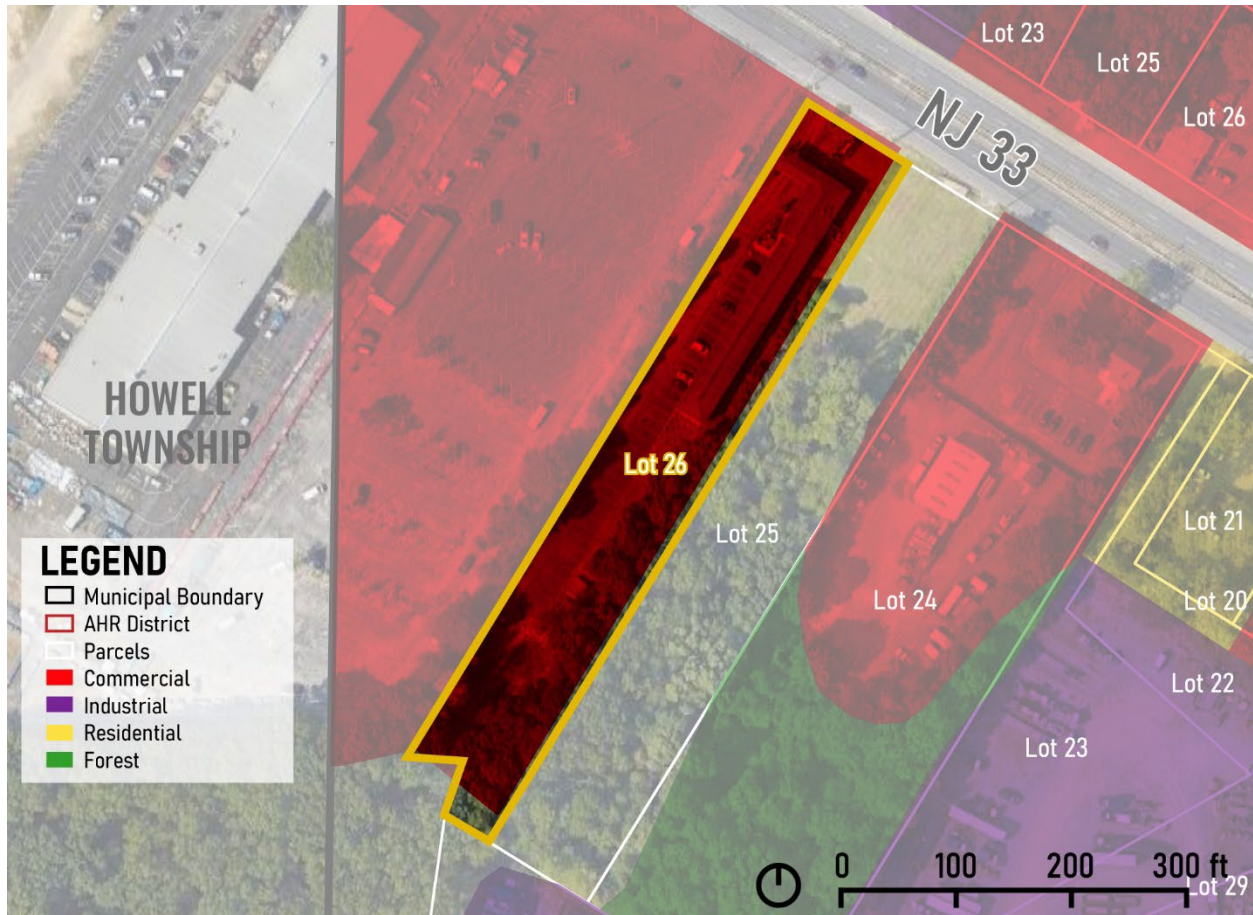 Lot 23
Lot 25
Lot 26
NJ 33
HOWELL
TOWNSHIP
Lot 26
Lot 25
Lot 21
Lot 24
Lot 20
Lot 22
Lot 23
LEGEND
Municipal Boundary
AHR District
Parcels
Commercial
Industrial
Residential
Forest
0 100 200 300 ft
Lot 29